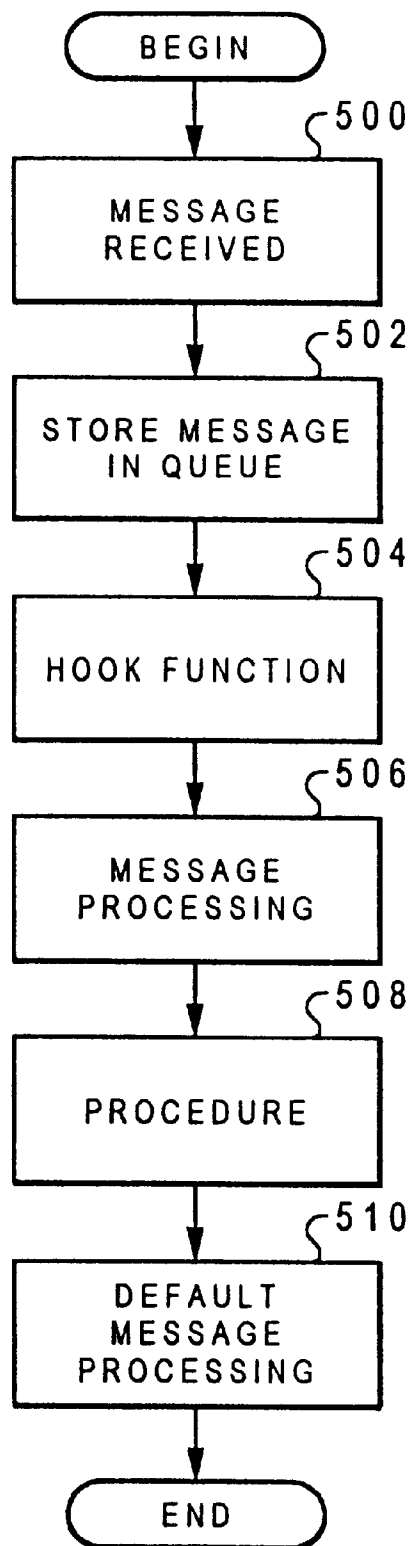 BEGIN
500
MESSAGE
RECEIVED
502
STORE MESSAGE
IN QUEUE
504
HOOK FUNCTION
506
MESSAGE
PROCESSING
508
PROCEDURE
510
DEFAULT
MESSAGE
PROCESSING
END